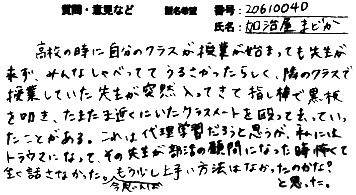 質問・意見など 匿名希望 番号: 20610040
氏名: 加治屋 まどか
高校の時に自分のクラスが授業が始まっても先生が
来ず、みんなしゃべっててうるさかったらしく、隣のクラスで
授業していた先生が突然入ってきて指し棒で黒板
を叩き、たまたま近くにいたクラスメートを殴って去ってい
ったことがある。これは代理学習だろうと思うが、私には
トラウマになって、その先生が部活の顧問になった時怖くて
全く話さなかった。もう少し上手い方法はなかったのかな?
今思えば と思った。